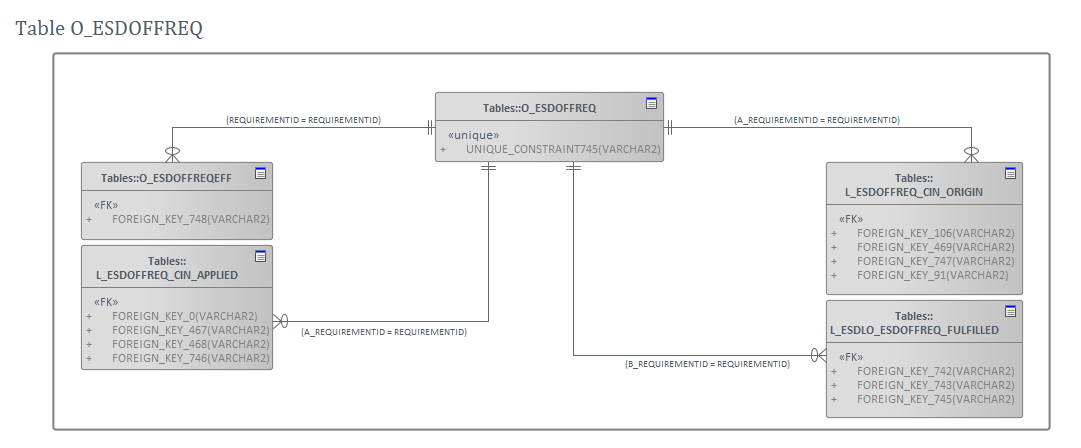 Table O_ESDOFFREQ
Tables::O_ESDOFFREQ
«unique»
+ UNIQUE_CONSTRAINT745(VARCHAR2)
(REQUIREMENTID = REQUIREMENTID)
(A_REQUIREMENTID = REQUIREMENTID)
Tables::O_ESDOFFREQEFF
«FK»
+ FOREIGN_KEY_748(VARCHAR2)
Tables::
L_ESDOFFREQ_CIN_ORIGIN
«FK»
+ FOREIGN_KEY_106(VARCHAR2)
+ FOREIGN_KEY_469(VARCHAR2)
+ FOREIGN_KEY_747(VARCHAR2)
+ FOREIGN_KEY_91(VARCHAR2)
Tables::
L_ESDOFFREQ_CIN_APPLIED
«FK»
+ FOREIGN_KEY_0(VARCHAR2)
+ FOREIGN_KEY_467(VARCHAR2)
+ FOREIGN_KEY_468(VARCHAR2)
+ FOREIGN_KEY_746(VARCHAR2)
(A_REQUIREMENTID = REQUIREMENTID)
Tables::
L_ESDLO_ESDOFFREQ_FULFILLED
«FK»
+ FOREIGN_KEY_742(VARCHAR2)
+ FOREIGN_KEY_743(VARCHAR2)
+ FOREIGN_KEY_745(VARCHAR2)
(B_REQUIREMENTID = REQUIREMENTID)